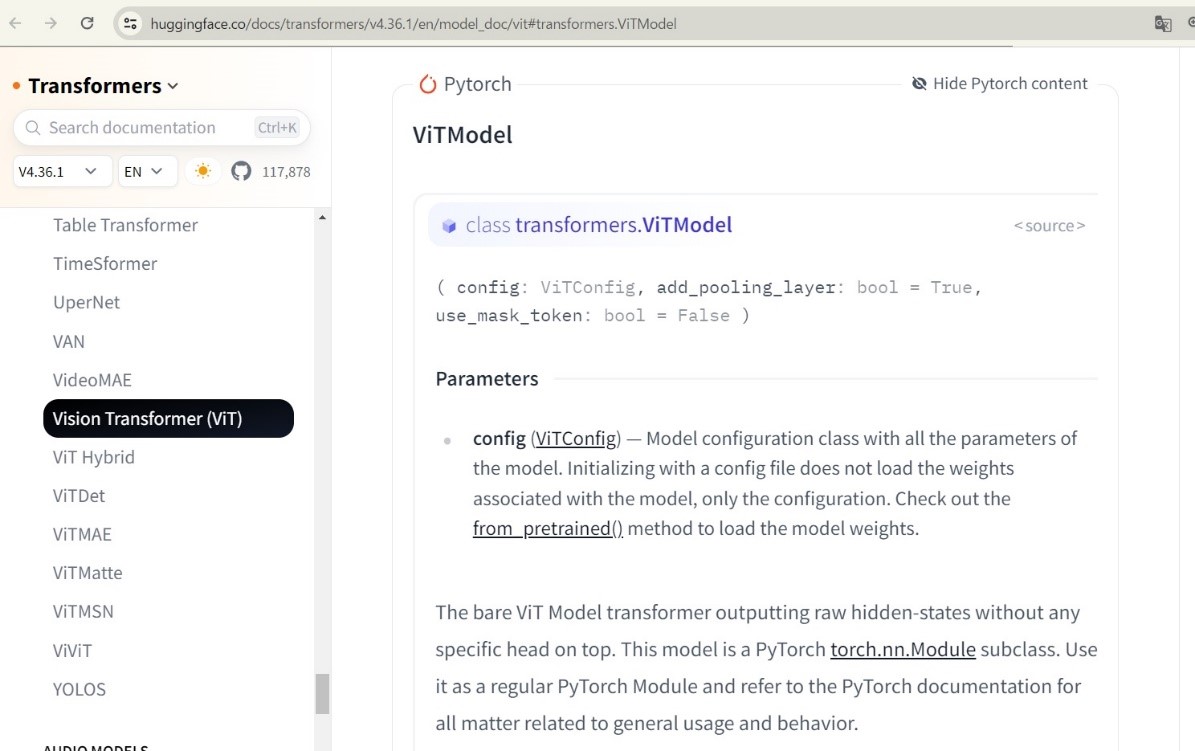 huggingface.co/docs/transformers/v4.36.1/en/model_doc/vit#transformers.ViTModel
Transformers
Search documentation Ctrl+K
V4.36.1 EN 117,878
Table Transformer
TimeSformer
UperNet
VAN
VideoMAE
Vision Transformer (ViT)
ViT Hybrid
ViTDet
ViTMAE
ViTMatte
ViTMSN
ViViT
YOLOS
AUDIO MODELS
Pytorch Hide Pytorch content
ViTModel
class transformers.ViTModel <source>
( config: ViTConfig, add_pooling_layer: bool = True,
use_mask_token: bool = False )
Parameters
config (ViTConfig) — Model configuration class with all the parameters of
the model. Initializing with a config file does not load the weights
associated with the model, only the configuration. Check out the
from_pretrained() method to load the model weights.
The bare ViT Model transformer outputting raw hidden-states without any
specific head on top. This model is a PyTorch torch.nn.Module subclass. Use
it as a regular PyTorch Module and refer to the PyTorch documentation for
all matter related to general usage and behavior.